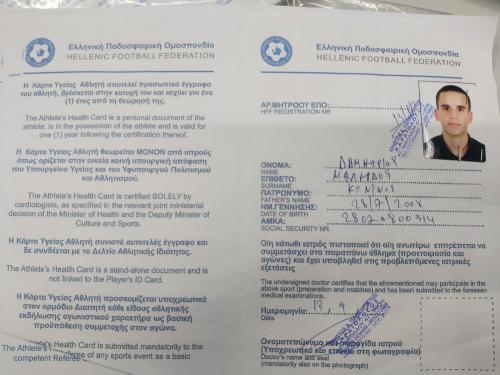 Ελληνική Ποδοσφαιρική Ομοσπονδία
HELLENIC FOOTBALL FEDERATION
Η Κάρτα Υγείας Αθλητή αποτελεί προσωπικό έγγραφο
του αθλητή, βρίσκεται στην κατοχή του και ισχύει για ένα
(1) έτος από τη θεώρησή της.
The Athlete's Health Card is a personal document of the
athlete, is in the possession of the athlete and is valid for
one (1) year following the certification thereof.
Η Κάρτα Υγείας Αθλητή θεωρείται ΜΟΝΟΝ από ιατρούς
όπως ορίζεται στην οικεία κοινή υπουργική απόφαση
του Υπουργείου Υγείας και του Υφυπουργού Πολιτισμού
και Αθλητισμού.
The Athlete's Health Card is certified SOLELY by
cardiologists, as specified in the relevant joint ministerial
decision of the Minister of Health and the Deputy Minister of
Culture and Sports.
Η Κάρτα Υγείας Αθλητή συνιστά αυτοτελές έγγραφο και
δε συνδέεται με το Δελτίο Αθλητικής Ιδιότητας.
The Athlete's Health Card is a stand-alone document and is
not linked to the Player's ID Card.
Η Κάρτα Υγείας Αθλητή προσκομίζεται υποχρεωτικά
στον αρμόδιο Διαιτητή κάθε είδους αθλητικής
εκδήλωσης αγωνιστικού χαρακτήρα ως βασική
προϋπόθεση συμμετοχής στον αγώνα.
The Athlete's Health Card is submitted mandatorily to the
competent Referee of any sports event as a basic
Ελληνική Ποδοσφαιρική Ομοσπονδία
HELLENIC FOOTBALL FEDERATION
ΑΡ.ΜΗΤΡΩΟΥ ΕΠΟ:
HFF REGISTRATION NR
ΟΝΟΜΑ:
NAME
ΕΠΙΘΕΤΟ:
SURNAME
ΠΑΤΡΩΝΥΜΟ:
FATHER'S NAME
ΗΜ.ΓΕΝΝΗΣΗΣ: 28/7/2008
DATE OF BIRTH
ΑΜΚΑ:
SOCIAL SECURITY NR
Ο/η κάτωθι ιατρός πιστοποιεί ότι ο/η ανωτέρω επιτρέπεται να
συμμετάσχει στο παραπάνω άθλημα (προετοιμασία και
αγώνες) και έχει υποβληθεί στις προβλεπόμενες ιατρικές
εξετάσεις
The undersigned doctor certifies that the aforementioned may participate in the
above sport (preparation and matches) and has been submitted to the foreseen
medical examinations.
Ημερομηνία
Date
Ονοματεπώνυμο και σφραγίδα ιατρού
(Υποχρεωτικά και επάνω στη φωτογραφία)
Doctor's name and seal
(mandatorily also on the photograph)